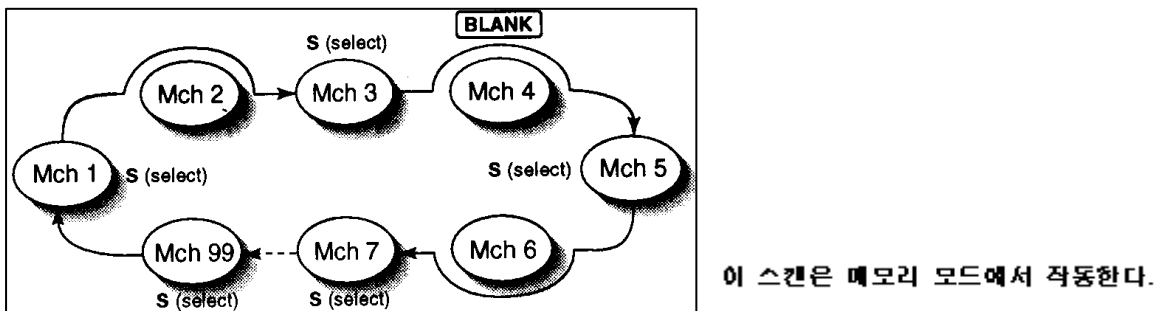 BLANK
S (select)
Mch 2
Mch 3
Mch 4
Mch 1
S (select)
S (select)
Mch 5
Mch 99
Mch 7
Mch 6
S (select)
S (select)
이 스캔은 메모리 모드에서 작동한다.